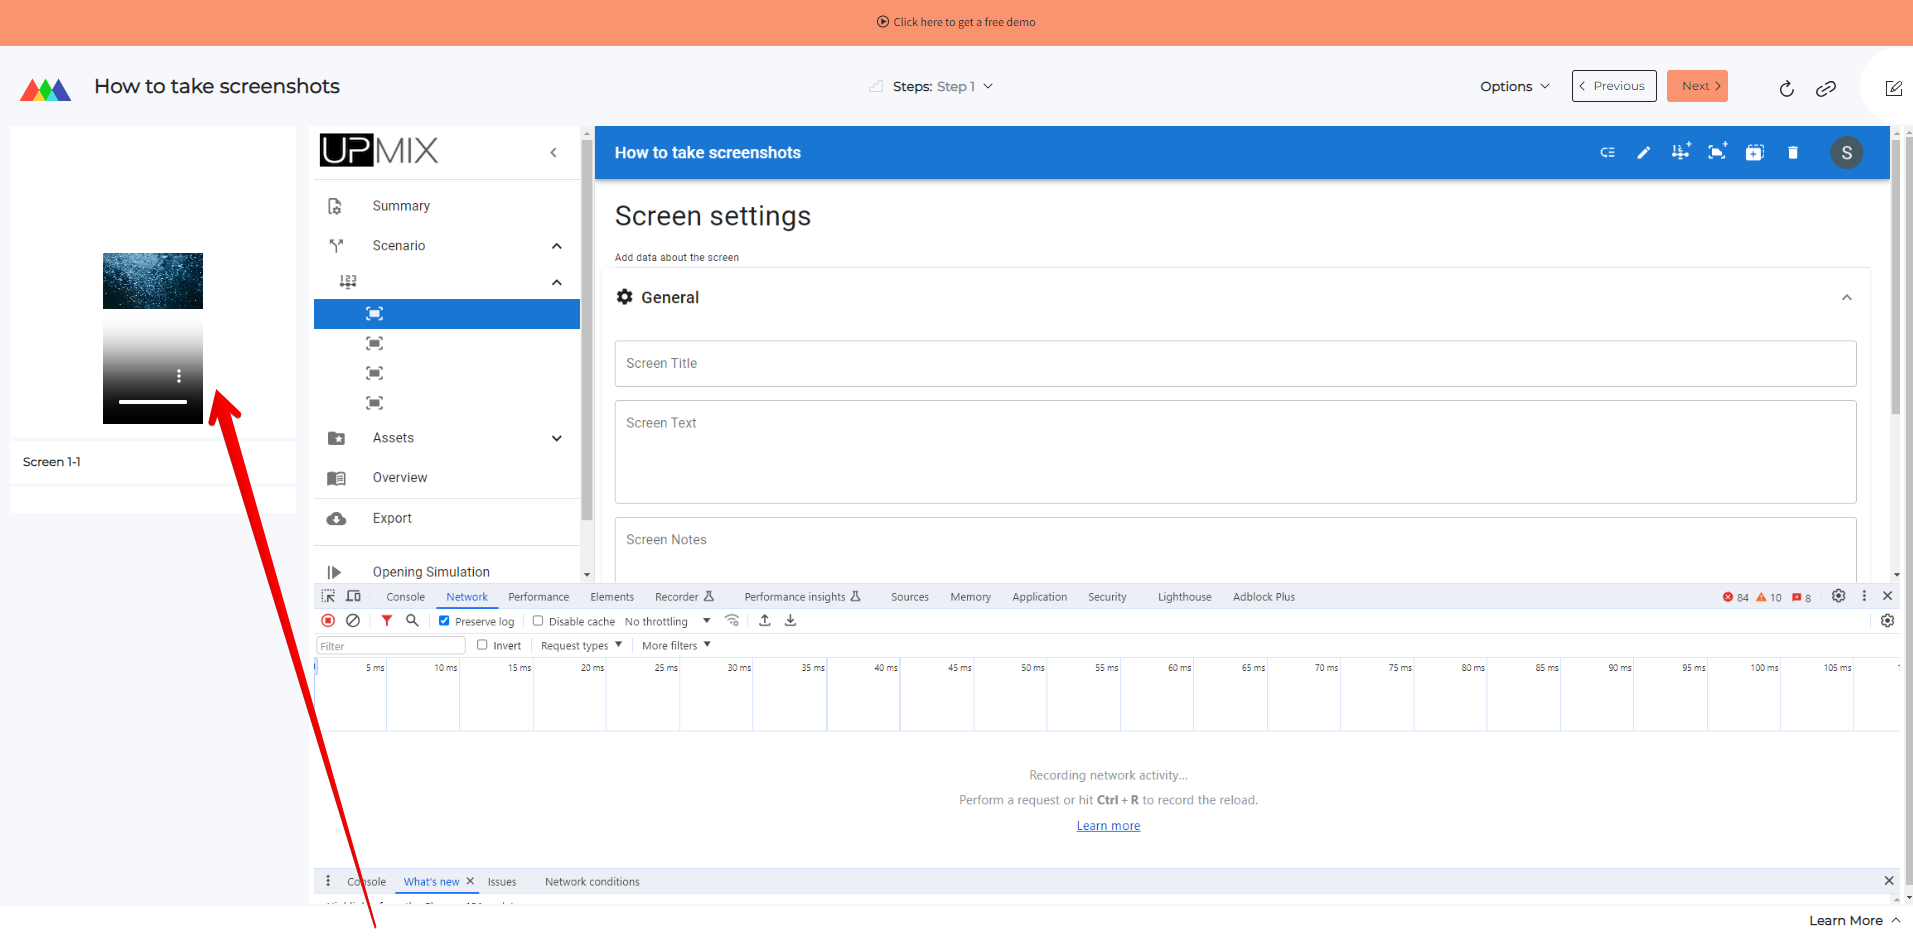 Click here to get a free demo
How to take screenshots
Steps: Step 1
Options
Previous
Next
UPMIX
How to take screenshots
S
Summary
Scenario
123
Assets
Overview
Export
Opening Simulation
Screen settings
Add data about the screen
General
Screen Title
Screen Text
Screen Notes
Screen 1-1
Console Network Performance Elements Recorder Performance insights Sources Memory Application Security Lighthouse Adblock Plus 84 10 8
Preserve log Disable cache No throttling
Filter Invert Request types More filters
5 ms 10 ms 15 ms 20 ms 25 ms 30 ms 35 ms 40 ms 45 ms 50 ms 55 ms 60 ms 65 ms 70 ms 75 ms 80 ms 85 ms 90 ms 95 ms 100 ms 105 ms
Recording network activity...
Perform a request or hit Ctrl + R to record the reload.
Learn more
Console What's new Issues Network conditions
Learn More